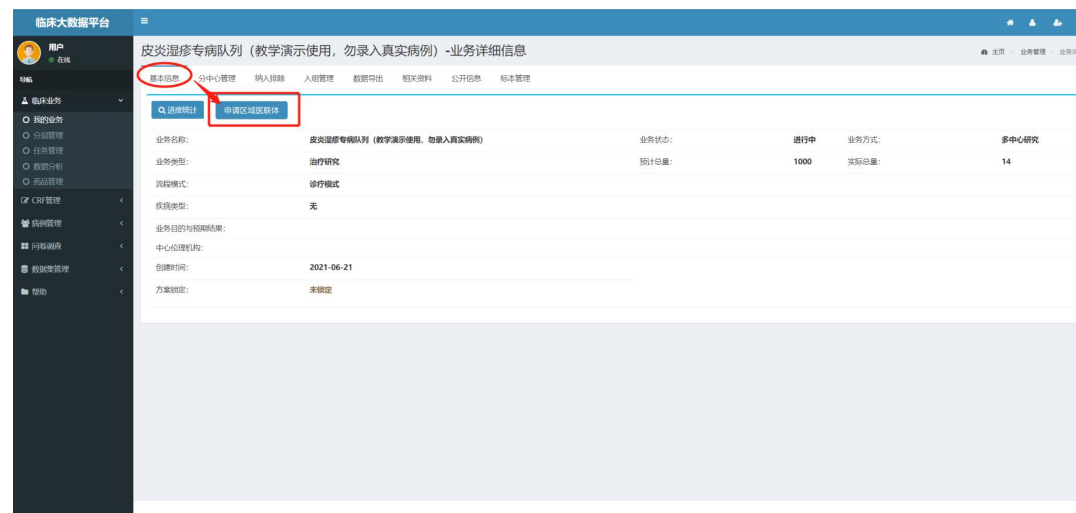 临床大数据平台
用户
在线
导航
临床业务
我的业务
分层管理
任务管理
数据分析
药品管理
CRF管理
病例管理
问卷调查
数据集管理
帮助
皮炎湿疹专病队列（教学演示使用，勿录入真实病例）-业务详细信息
主页 业务管理
基本信息 分中心管理 纳入排除 入组管理 数据导出 相关资料 公开信息 标本管理
进度统计 申请区域医联体
业务名称: 皮炎湿疹专病队列（教学演示使用，勿录入真实病例） 业务状态: 进行中 业务方式: 多中心研究
业务类型: 治疗研究 预计总量: 1000 实际总量: 14
流程模式: 诊疗模式
疾病类型: 无
业务目的与预期结果:
中心伦理机构:
创建时间: 2021-06-21
方案锁定: 未锁定